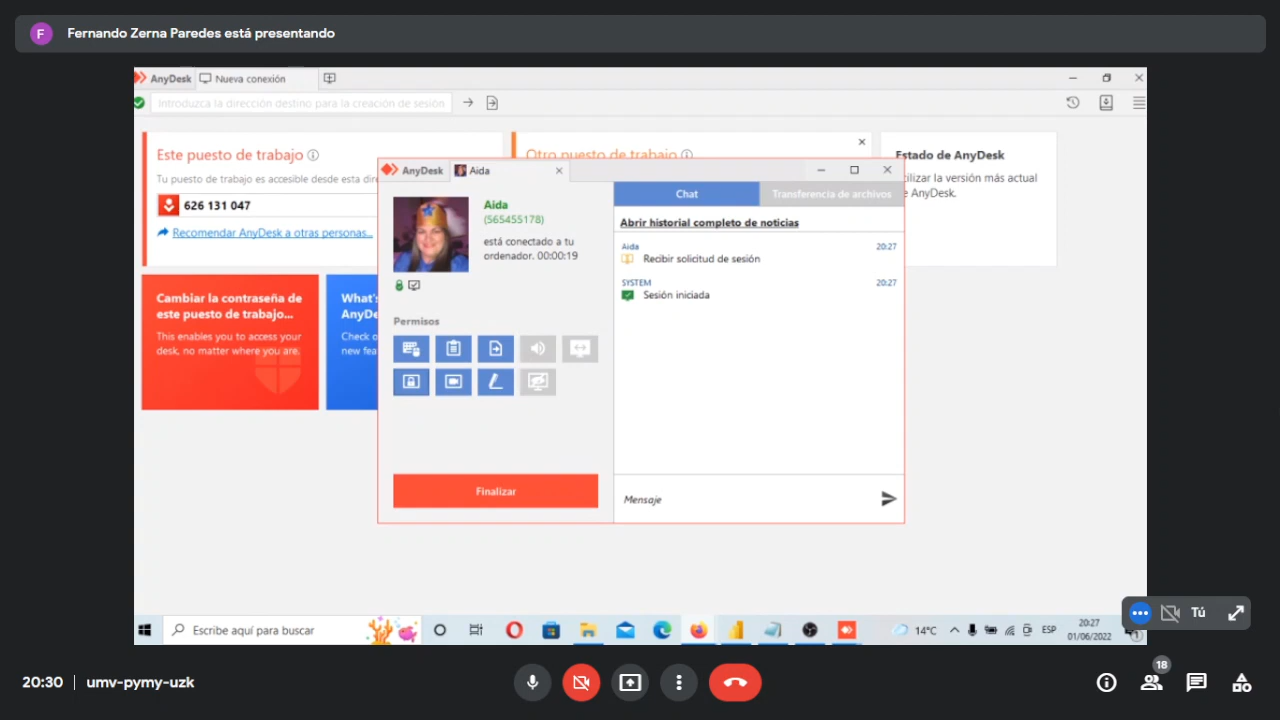 F
Fernando Zerna Paredes está presentando
AnyDesk
Nueva conexión
Introduzca la dirección destino para la creación de sesión
Este puesto de trabajo
Tu puesto de trabajo es accesible desde esta dire
626 131 047
Recomendar AnyDesk a otras personas...
Otro puesto de trabajo
Estado de AnyDesk
utilizar la versión más actual
e AnyDesk.
Cambiar la contraseña de
este puesto de trabajo...
This enables you to access your
desk, no matter where you are.
What's
AnyDe
Check o
new fea
AnyDesk
Aida
Aida
(565455178)
está conectado a tu
ordenador. 00:00:19
Permisos
Finalizar
Chat
Transferencia de archivos
Abrir historial completo de noticias
Aida 20:27
Recibir solicitud de sesión
SYSTEM 20:27
Sesión iniciada
Mensaje
Tú
Escribe aquí para buscar
14°C
ESP
20:27
01/06/2022
1
20:30 | umv-pymy-uzk
18